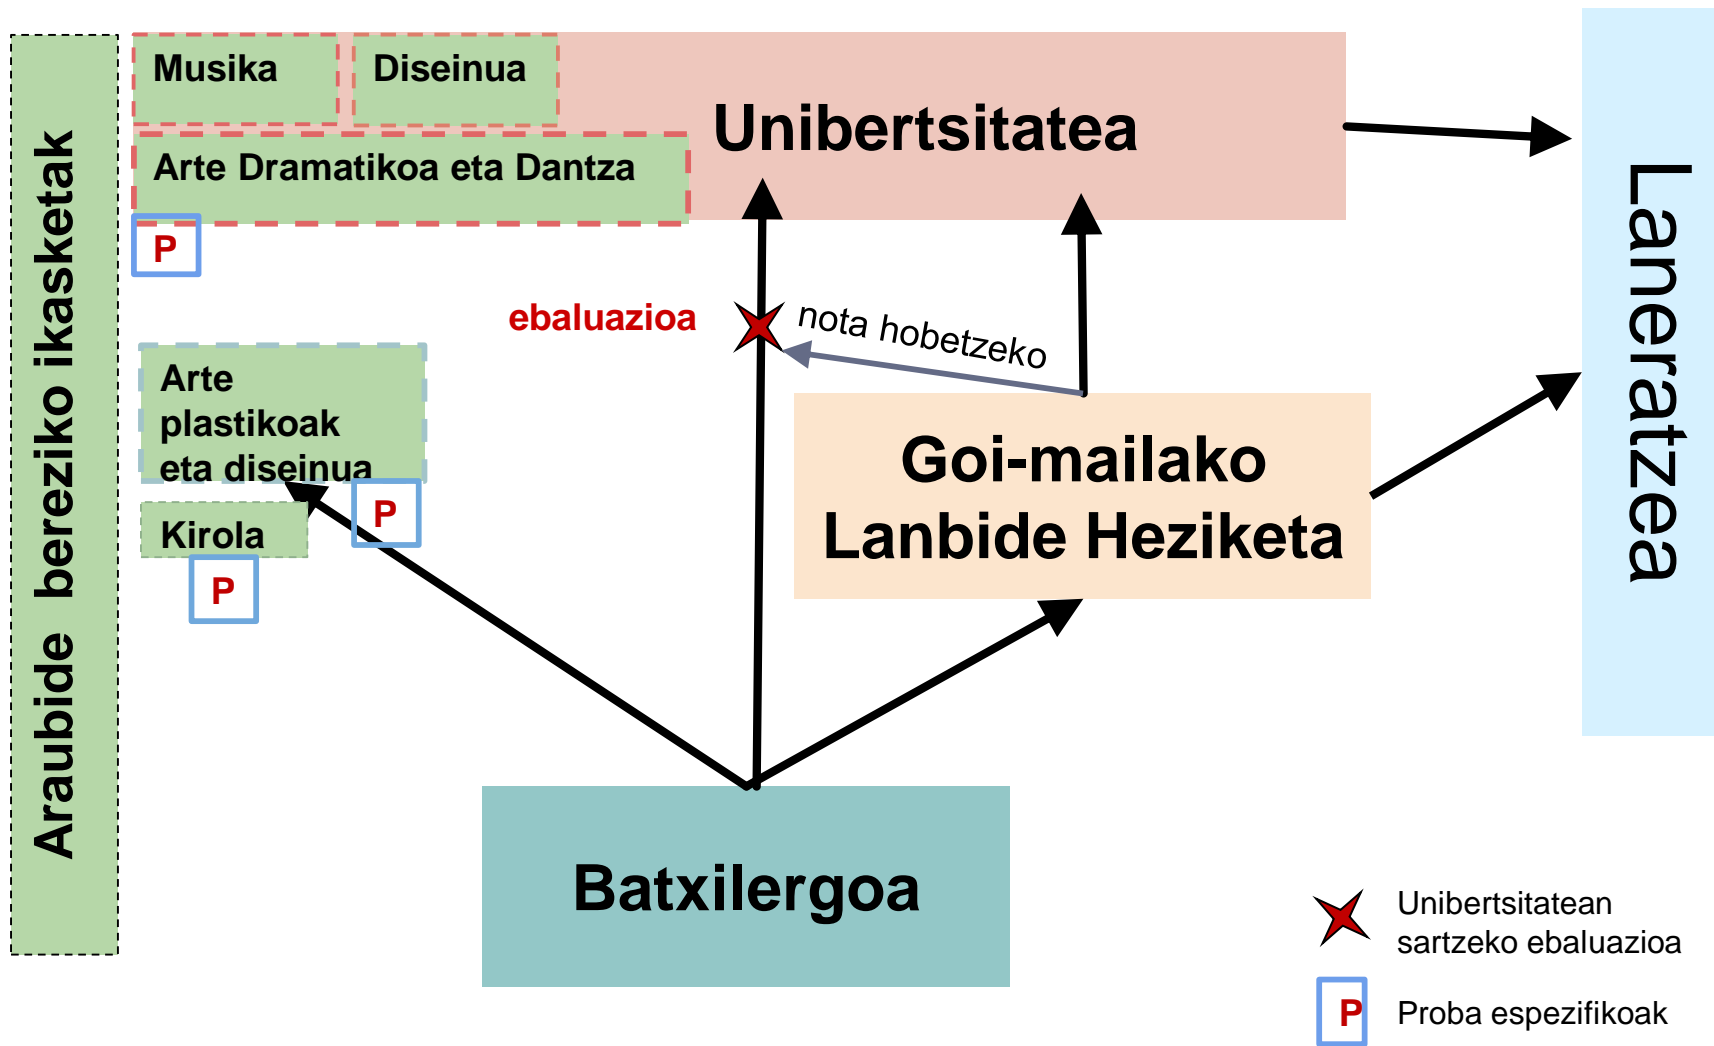 Araubide bereziko ikasketak
Musika
Diseinua
Arte Dramatikoa eta Dantza
P
Unibertsitatea
Laneratzea
ebaluazioa
nota hobetzeko
Arte
plastikoak
eta diseinua
P
Kirola
P
Goi-mailako
Lanbide Heziketa
Batxilergoa
Unibertsitatean
sartzeko ebaluazioa
P
Proba espezifikoak